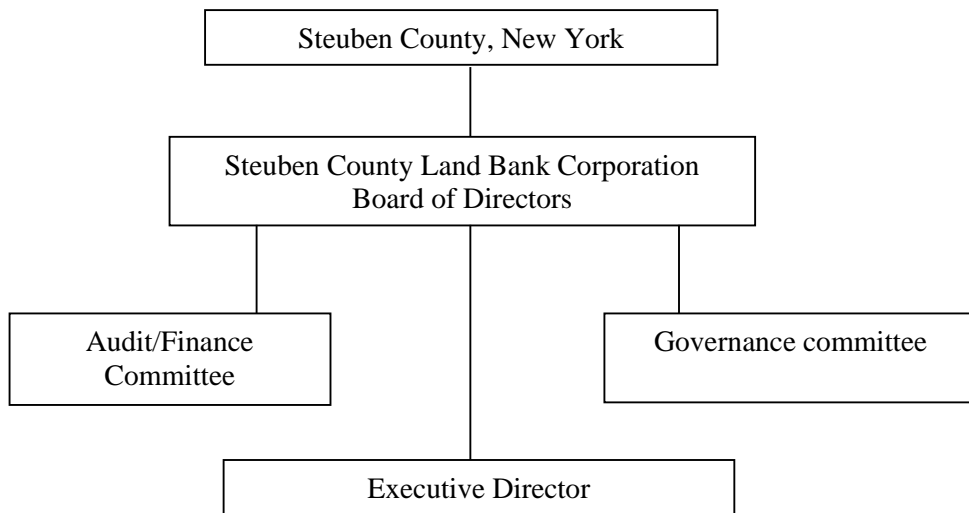 Steuben County, New York
Steuben County Land Bank Corporation
Board of Directors
Audit/Finance
Committee
Governance committee
Executive Director